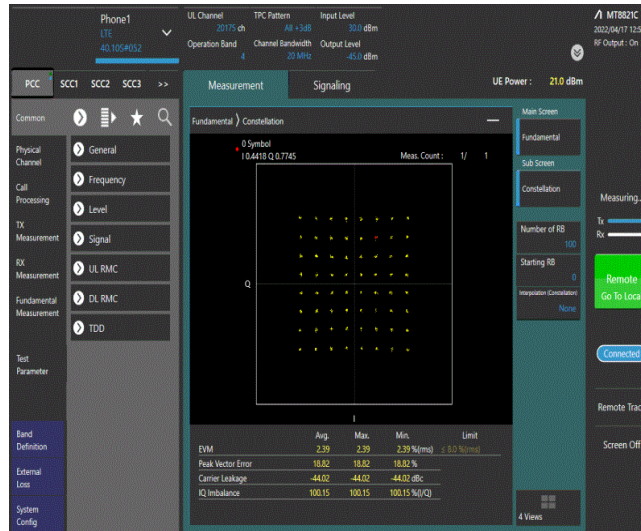 Phone1
LTE
40.105#052
UL Channel
20175 ch
TPC Pattern
Alt +3dB
Input Level
30.0 dBm
Operation Band
4
Channel Bandwidth
20 MHz
Output Level
-45.0 dBm
MT8821C
2022/04/17 12:5
RF Output : On
PCC SCC1 SCC2 SCC3 >>
Measurement
Signaling
UE Power : 21.0 dBm
Common
Physical
Channel
Call
Processing
TX
Measurement
RX
Measurement
Fundamental
Measurement
Test
Parameter
Band
Definition
External
Loss
System
Config
General
Frequency
Level
Signal
UL RMC
DL RMC
TDD
Fundamental Constellation
0 Symbol
I 0.4418 Q 0.7745
Meas. Count : 1/ 1
Q
I
Avg. Max. Min. Limit
EVM 2.39 2.39 2.39 %(rms) ≤ 8.0 %(rms)
Peak Vector Error 18.82 18.82 18.82 %
Carrier Leakage -44.02 -44.02 -44.02 dBc
IQ Imbalance 100.15 100.15 100.15 %(I/Q)
Main Screen
Fundamental
Sub Screen
Constellation
Number of RB
100
Starting RB
0
Interpolation (Constellation)
None
4 Views
Measuring..
Tx
Rx
Remote
Go To Loca
Connected
Remote Trac
Screen Off